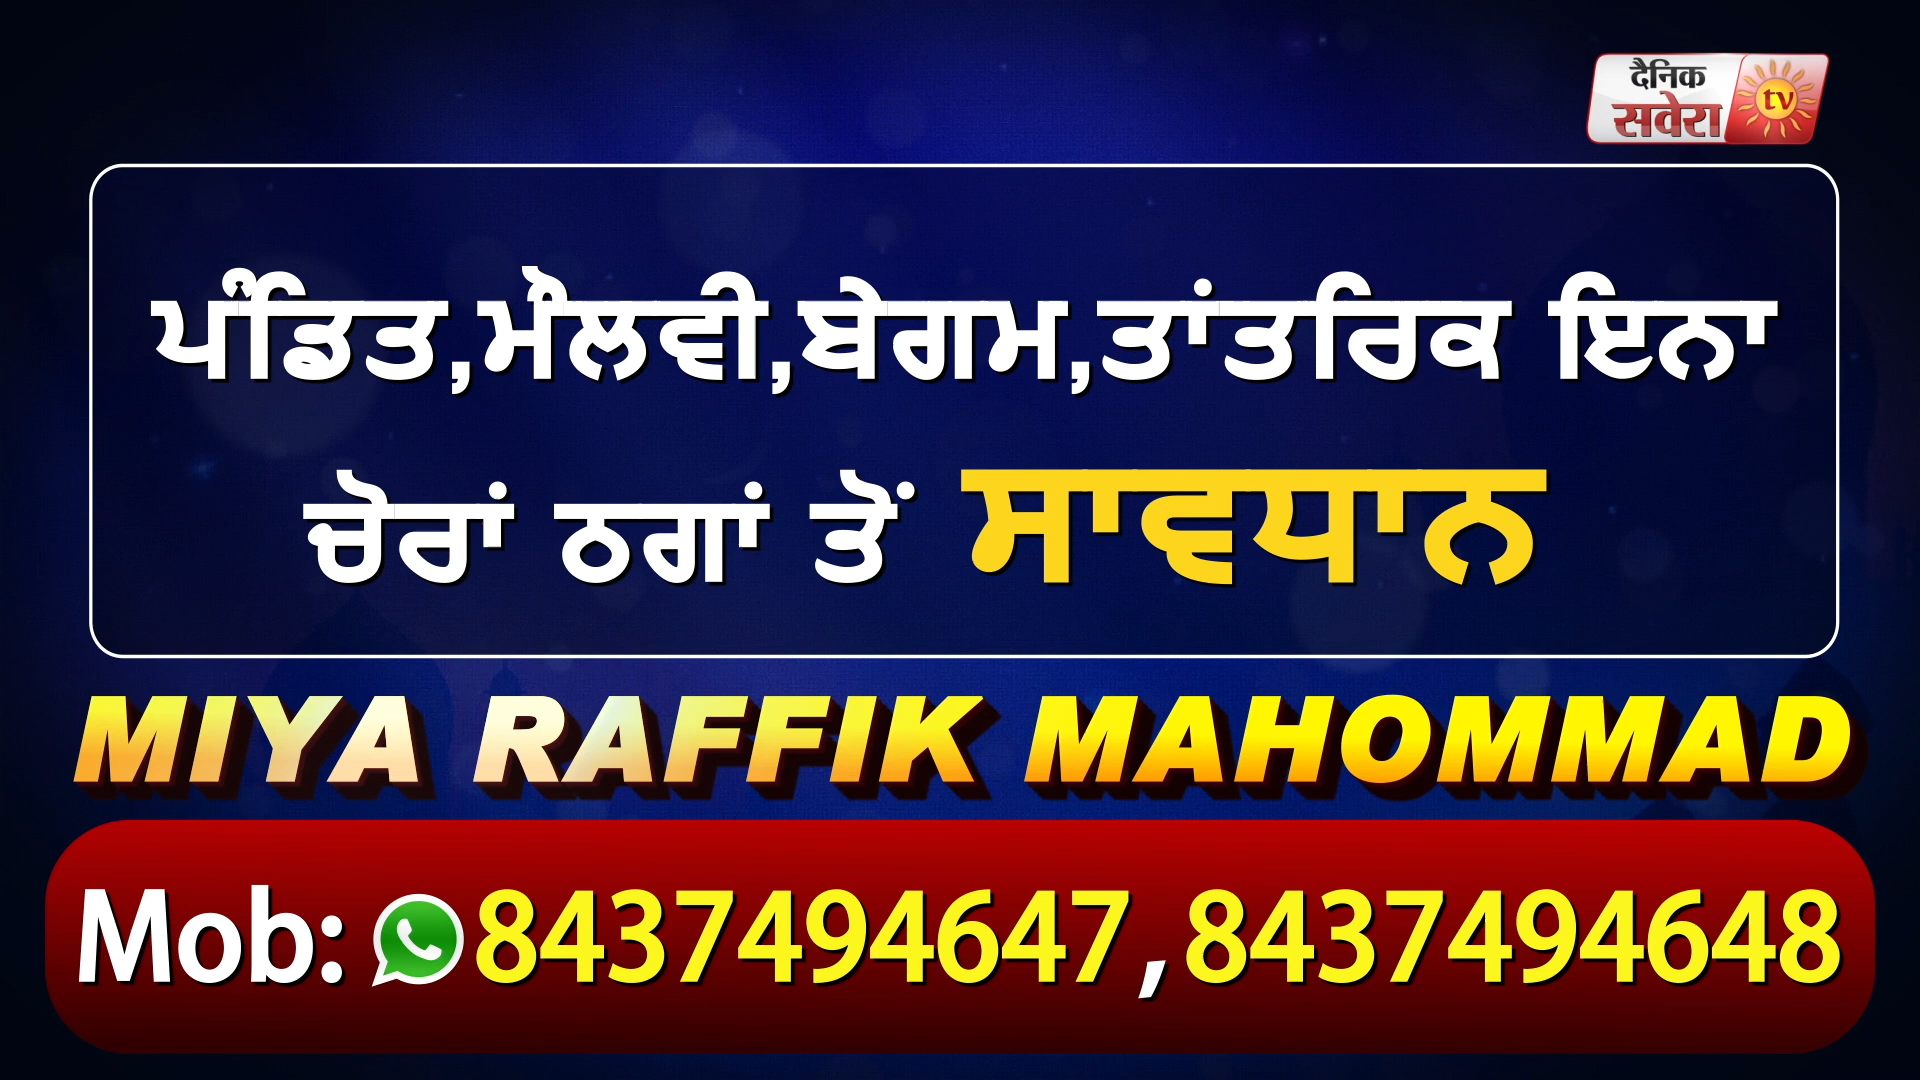 दैनिक
सवेरा tv
ਪੰਡਿਤ,ਮੌਲਵੀ,ਬੇਗਮ,ਤਾਂਤਰਿਕ ਇਨਾ
ਚੋਰਾਂ ਠਗਾਂ ਤੋਂ ਸਾਵਧਾਨ
MIYA RAFFIK MAHOMMAD
Mob: 8437494647, 8437494648